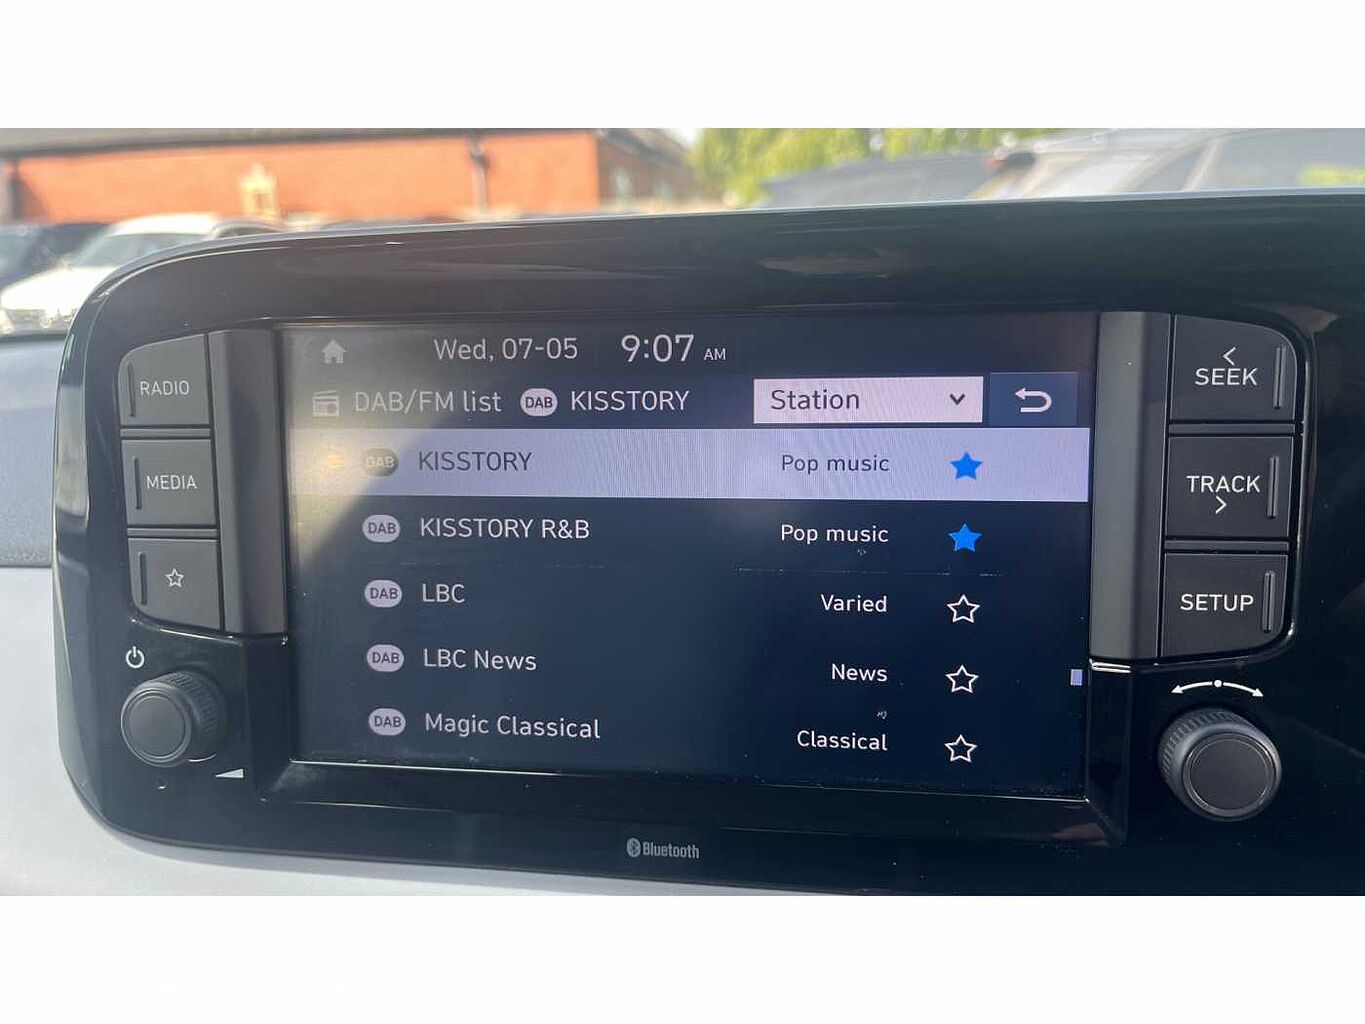 Wed, 07-05 9:07 AM
DAB/FM list DAB KISSTORY Station
DAB KISSTORY Pop music
DAB KISSTORY R&B Pop music
DAB LBC Varied
DAB LBC News News
DAB Magic Classical Classical
RADIO
MEDIA
< SEEK
TRACK >
SETUP
Bluetooth